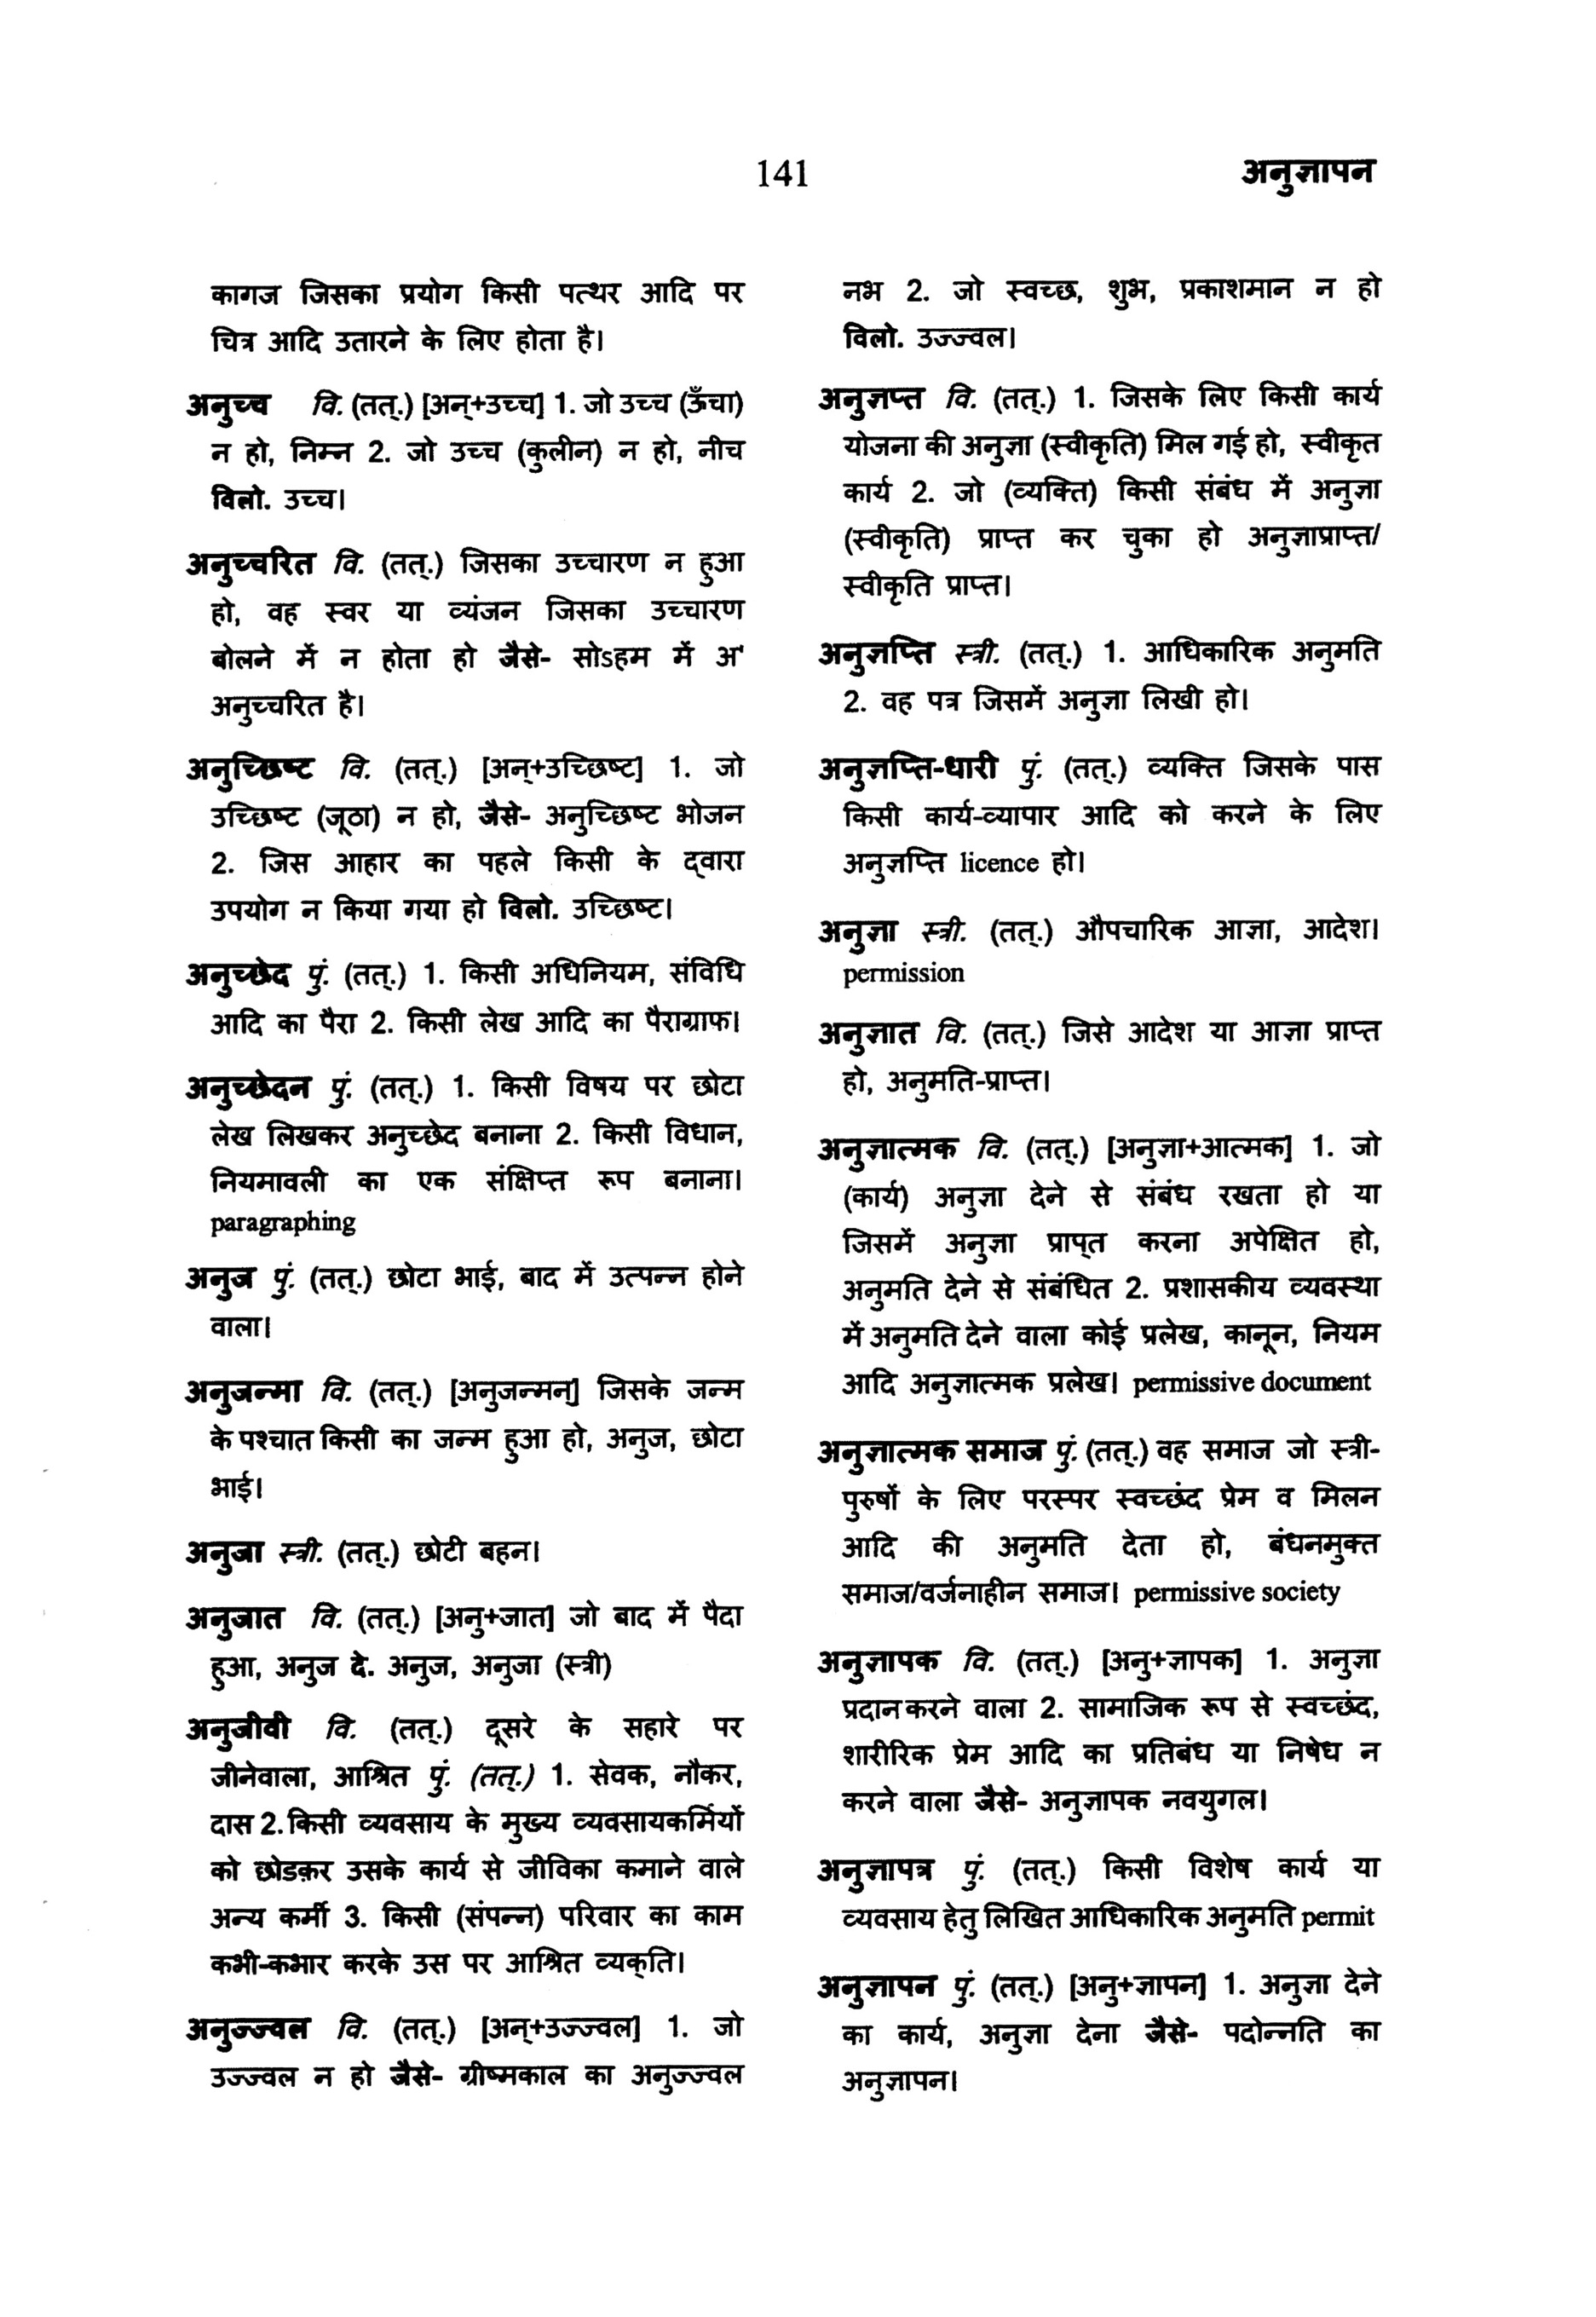 141
अनुज्ञापन
कागज जिसका प्रयोग किसी पत्थर आदि पर
चित्र आदि उतारने के लिए होता है।
अनुच्च वि. (तत्.) [अन्+उच्च] 1. जो उच्च (ऊँचा)
न हो, निम्न 2. जो उच्च (कुलीन) न हो, नीच
विलो. उच्च।
अनुच्चरित वि. (तत्.) जिसका उच्चारण न हुआ
हो, वह स्वर या व्यंजन जिसका उच्चारण
बोलने में न होता हो जैसे- सोऽहम में अ'
अनुच्चरित है।
अनुच्छिष्ट वि. (तत्.) [अन्+उच्छिष्ट] 1. जो
उच्छिष्ट (जूठा) न हो, जैसे- अनुच्छिष्ट भोजन
2. जिस आहार का पहले किसी के द्‌वारा
उपयोग न किया गया हो विलो. उच्छिष्ट।
अनुच्छेद पुं. (तत्.) 1. किसी अधिनियम, संविधि
आदि का पैरा 2. किसी लेख आदि का पैराग्राफ।
अनुच्छेदन पुं. (तत्.) 1. किसी विषय पर छोटा
लेख लिखकर अनुच्छेद बनाना 2. किसी विधान,
नियमावली का एक संक्षिप्त रूप बनाना।
paragraphing
अनुज पुं. (तत्.) छोटा भाई, बाद में उत्पन्न होने
वाला।
अनुजन्मा वि. (तत्.) [अनुजन्मन्] जिसके जन्म
के पश्चात किसी का जन्म हुआ हो, अनुज, छोटा
भाई।
अनुजा स्त्री. (तत्.) छोटी बहन।
अनुजात वि. (तत्.) [अनु+जात] जो बाद में पैदा
हुआ, अनुज दे. अनुज, अनुजा (स्त्री)
अनुजीवी वि. (तत्.) दूसरे के सहारे पर
जीनेवाला, आश्रित पुं. (तत्.) 1. सेवक, नौकर,
दास 2. किसी व्यवसाय के मुख्य व्यवसायकर्मियों
को छोडक़र उसके कार्य से जीविका कमाने वाले
अन्य कर्मी 3. किसी (संपन्न) परिवार का काम
कभी-कभार करके उस पर आश्रित व्यक्‌ति।
अनुज्ज्वल वि. (तत्.) [अन्+उज्ज्वल] 1. जो
उज्ज्वल न हो जैसे- ग्रीष्मकाल का अनुज्ज्वल
नभ 2. जो स्वच्छ, शुभ, प्रकाशमान न हो
विलो. उज्ज्वल।
अनुज्ञप्त वि. (तत्.) 1. जिसके लिए किसी कार्य
योजना की अनुज्ञा (स्वीकृति) मिल गई हो, स्वीकृत
कार्य 2. जो (व्यक्ति) किसी संबंध में अनुज्ञा
(स्वीकृति) प्राप्त कर चुका हो अनुज्ञाप्राप्त/
स्वीकृति प्राप्त।
अनुज्ञप्ति स्त्री. (तत्.) 1. आधिकारिक अनुमति
2. वह पत्र जिसमें अनुज्ञा लिखी हो।
अनुज्ञप्ति-धारी पुं. (तत्.) व्यक्ति जिसके पास
किसी कार्य-व्यापार आदि को करने के लिए
अनुज्ञप्ति licence हो।
अनुज्ञा स्त्री. (तत्.) औपचारिक आज्ञा, आदेश।
permission
अनुज्ञात वि. (तत्.) जिसे आदेश या आज्ञा प्राप्त
हो, अनुमति-प्राप्त।
अनुज्ञात्मक वि. (तत्.) [अनुज्ञा+आत्मक] 1. जो
(कार्य) अनुज्ञा देने से संबंध रखता हो या
जिसमें अनुज्ञा प्राप्‌त करना अपेक्षित हो,
अनुमति देने से संबंधित 2. प्रशासकीय व्यवस्था
में अनुमति देने वाला कोई प्रलेख, कानून, नियम
आदि अनुज्ञात्मक प्रलेख। permissive document
अनुज्ञात्मक समाज पुं. (तत्.) वह समाज जो स्त्री-
पुरुषों के लिए परस्पर स्वच्छंद प्रेम व मिलन
आदि की अनुमति देता हो, बंधनमुक्त
समाज/वर्जनाहीन समाज। permissive society
अनुज्ञापक वि. (तत्.) [अनु+ज्ञापक] 1. अनुज्ञा
प्रदान करने वाला 2. सामाजिक रूप से स्वच्छंद,
शारीरिक प्रेम आदि का प्रतिबंध या निषेध न
करने वाला जैसे- अनुज्ञापक नवयुगल।
अनुज्ञापत्र पुं. (तत्.) किसी विशेष कार्य या
व्यवसाय हेतु लिखित आधिकारिक अनुमति permit
अनुज्ञापन पुं. (तत्.) [अनु+ज्ञापन] 1. अनुज्ञा देने
का कार्य, अनुज्ञा देना जैसे- पदोन्नति का
अनुज्ञापन।